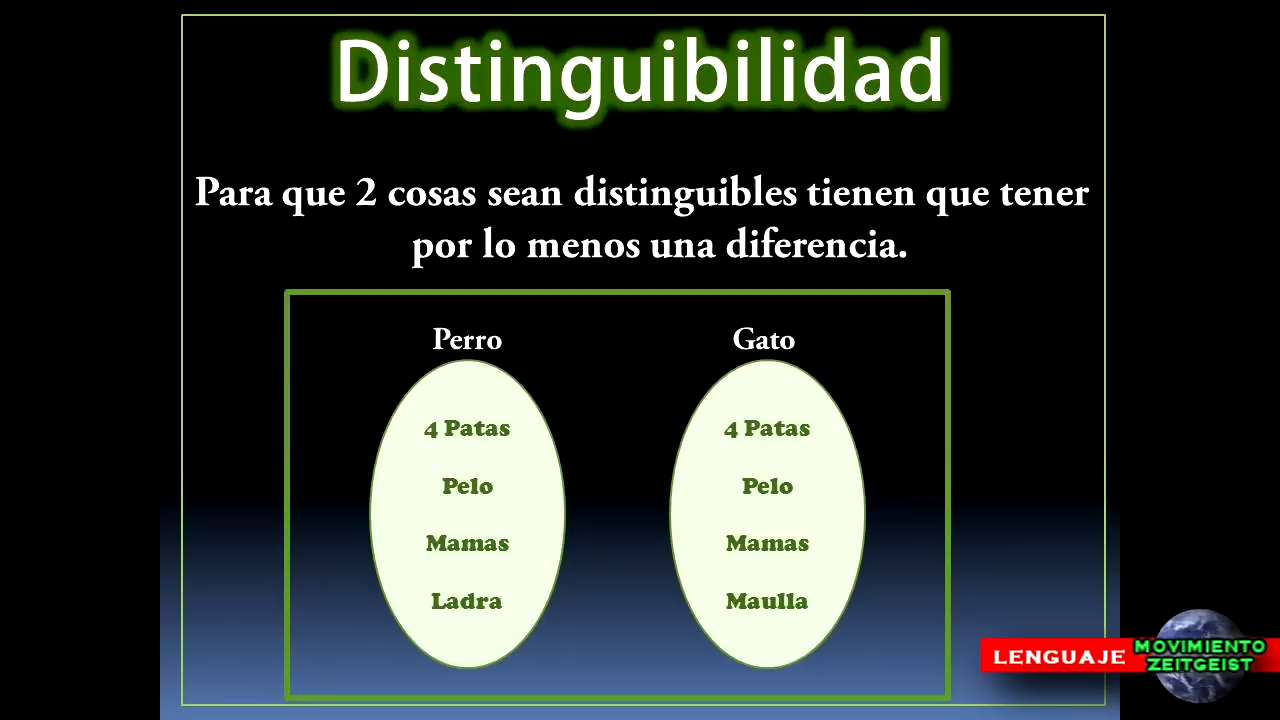 Distinguibilidad
Para que 2 cosas sean distinguibles tienen que tener
por lo menos una diferencia.
Perro
4 Patas
Pelo
Mamas
Ladra
Gato
4 Patas
Pelo
Mamas
Maulla
LENGUAJE
MOVIMIENTO
ZEITGEIST